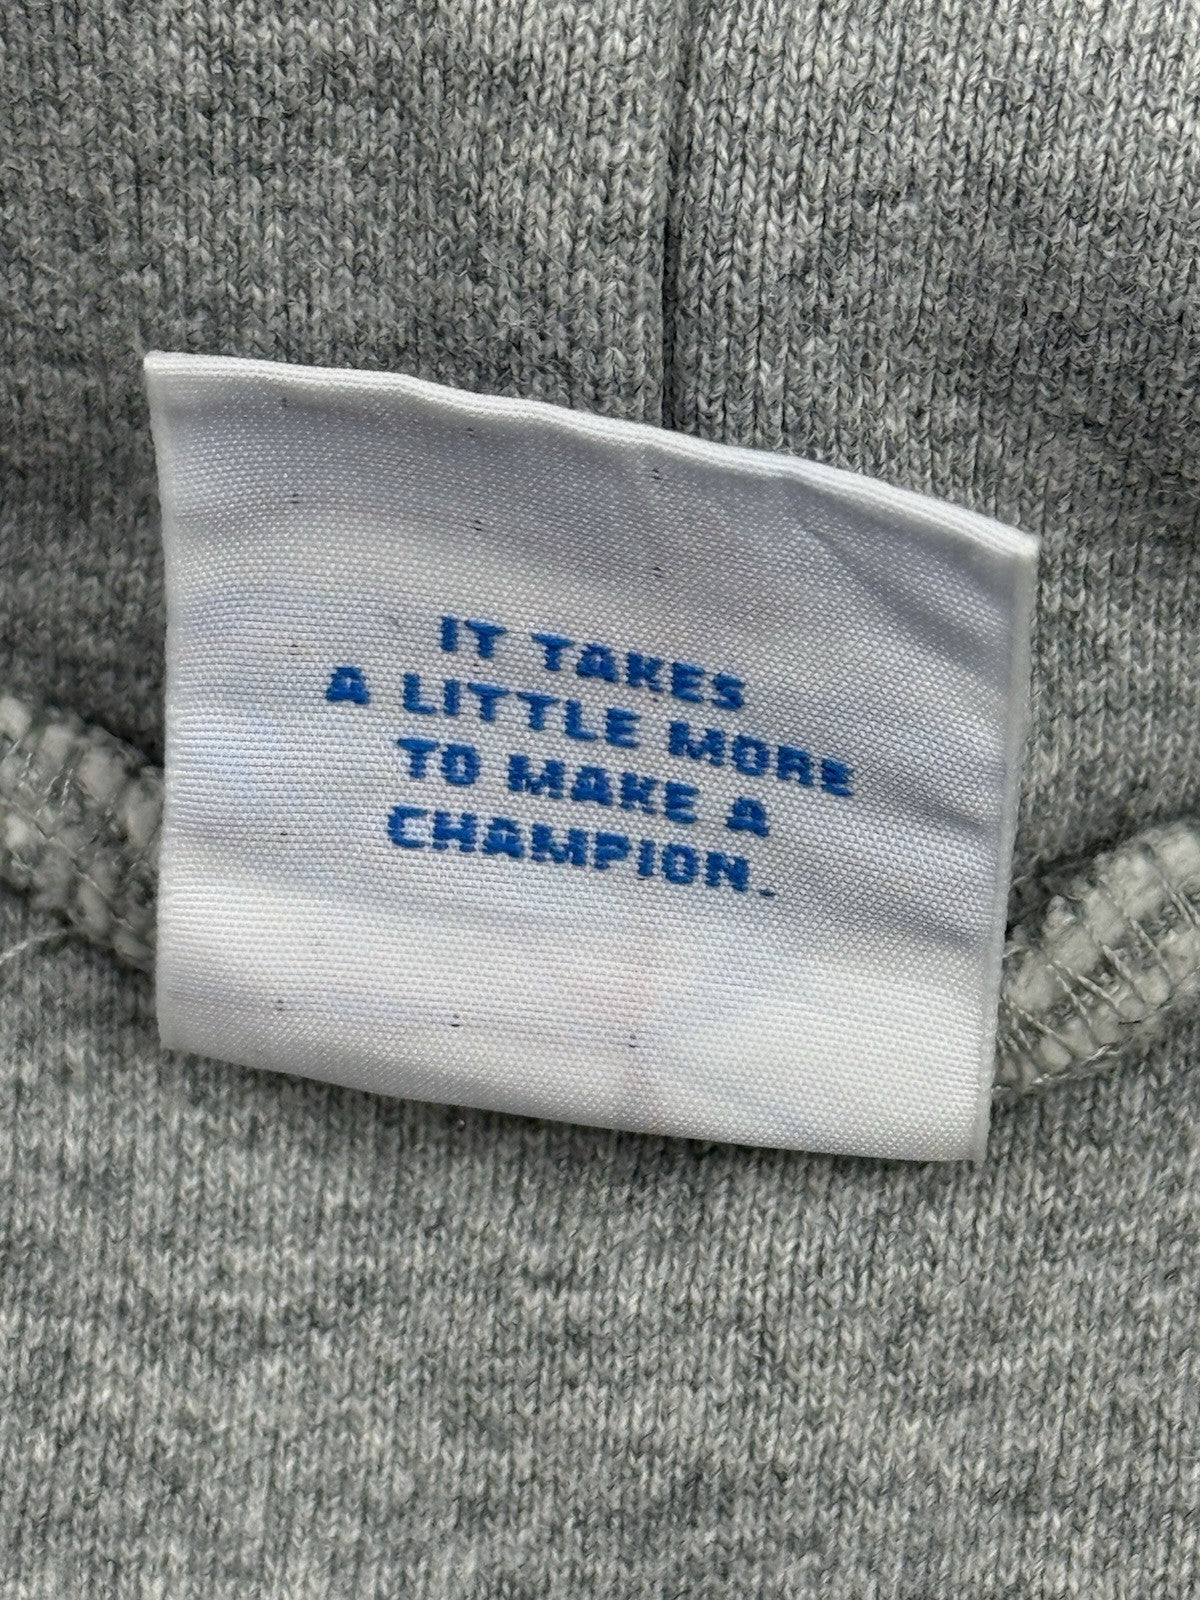 IT TAKES
A LITTLE MORE
TO MAKE A
CHAMPION.